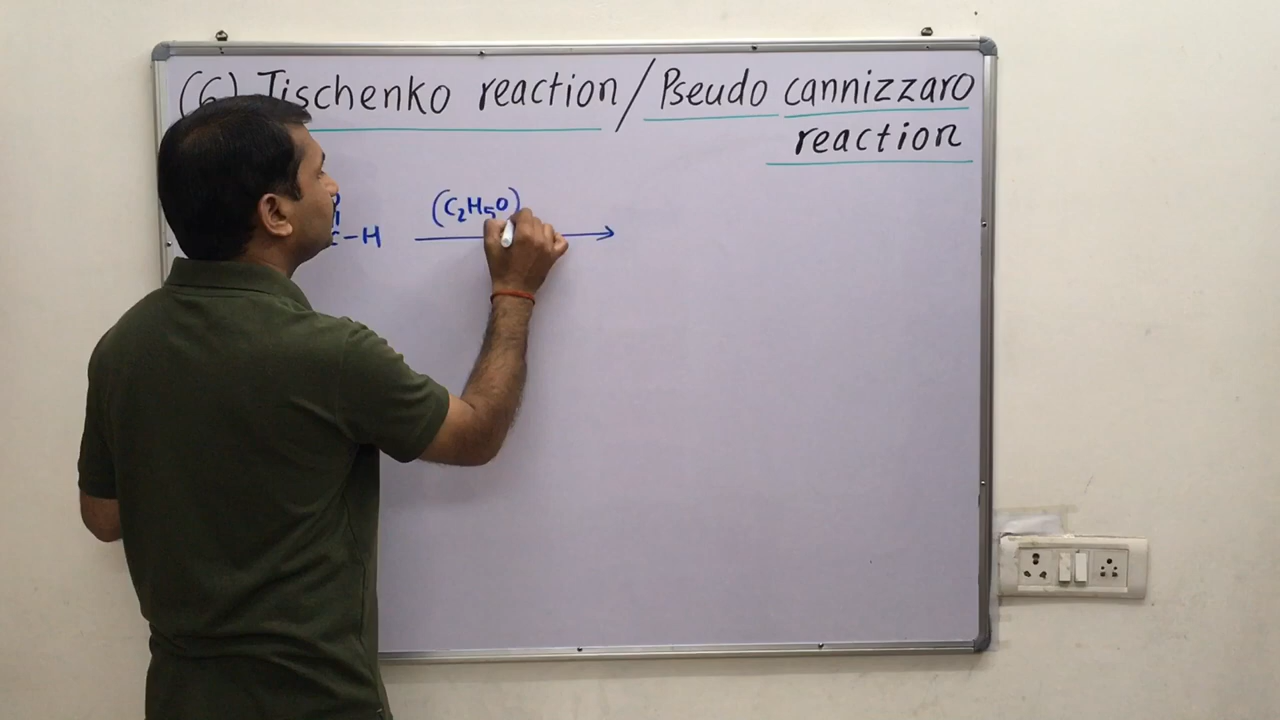 (6) Tischenko reaction / Pseudo cannizzaro
reaction
O
||
C-H (C₂H₅O)